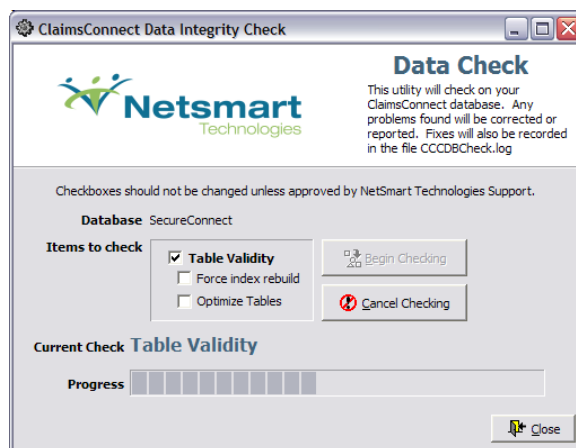 ClaimsConnect Data Integrity Check
Netsmart
Technologies
Data Check
This utility will check on your
ClaimsConnect database. Any
problems found will be corrected or
reported. Fixes will also be recorded
in the file CCCDBCheck.log
Checkboxes should not be changed unless approved by NetSmart Technologies Support.
Database SecureConnect
Items to check
Table Validity
Force index rebuild
Optimize Tables
Begin Checking
Cancel Checking
Current Check Table Validity
Progress
Close